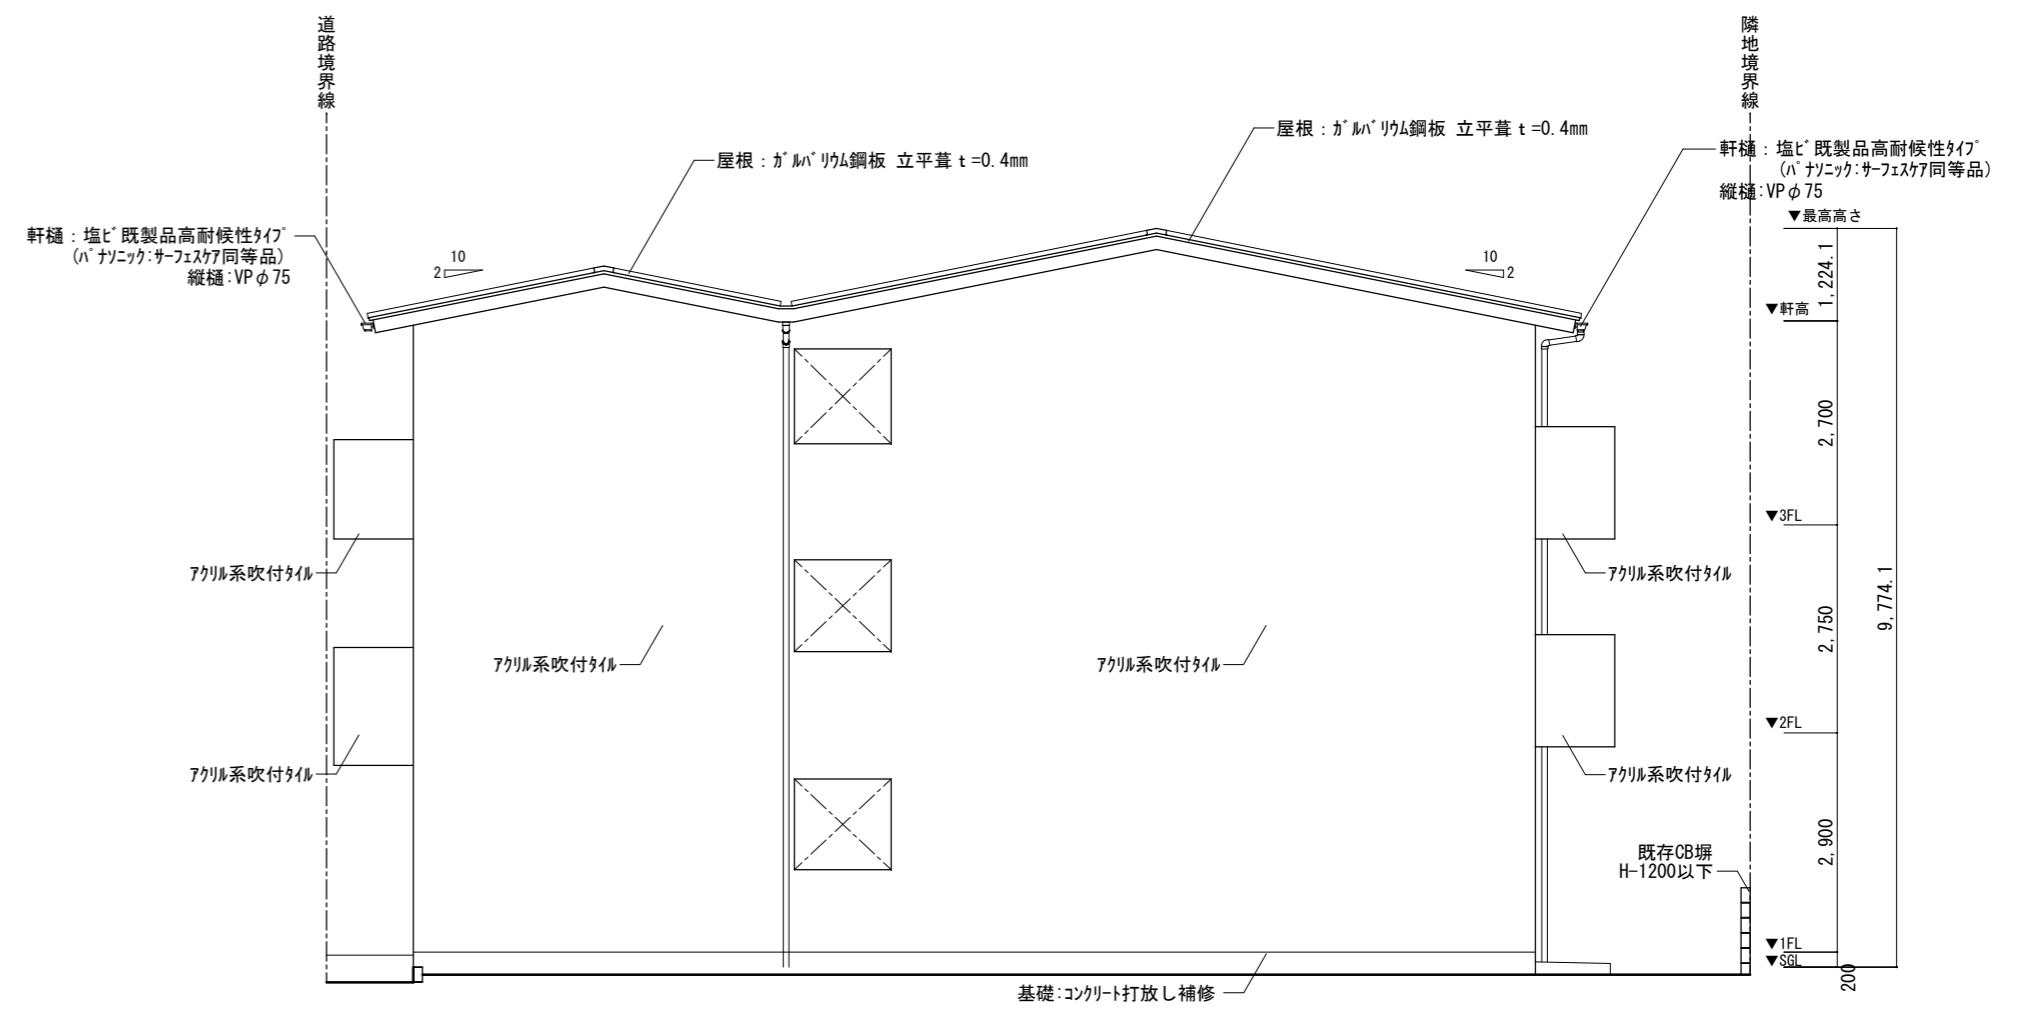 道路境界線
隣地境界線
屋根：ｶﾞﾙﾊﾞﾘｳﾑ鋼板 立平葺 t=0.4mm
屋根：ｶﾞﾙﾊﾞﾘｳﾑ鋼板 立平葺 t=0.4mm
軒樋：塩ﾋﾞ既製品高耐候性ﾀｲﾌﾟ
(ﾊﾟﾅｿﾆｯｸ:ｻｰﾌｪｽｹｱ同等品)
縦樋:VPφ75
軒樋：塩ﾋﾞ既製品高耐候性ﾀｲﾌﾟ
(ﾊﾟﾅｿﾆｯｸ:ｻｰﾌｪｽｹｱ同等品)
縦樋:VPφ75
10
2
10
2
▼最高高さ
1,224.1
▼軒高
2,700
▼3FL
2,750
9,774.1
▼2FL
2,900
▼1FL
▼SGL
200
ｱｸﾘﾙ系吹付ﾀｲﾙ
ｱｸﾘﾙ系吹付ﾀｲﾙ
ｱｸﾘﾙ系吹付ﾀｲﾙ
ｱｸﾘﾙ系吹付ﾀｲﾙ
ｱｸﾘﾙ系吹付ﾀｲﾙ
ｱｸﾘﾙ系吹付ﾀｲﾙ
既存CB塀
H-1200以下
基礎:ｺﾝｸﾘｰﾄ打放し補修